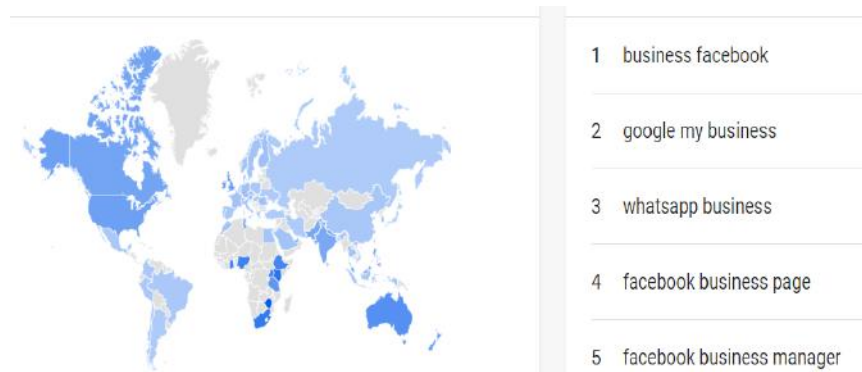 1 business facebook
2 google my business
3 whatsapp business
4 facebook business page
5 facebook business manager